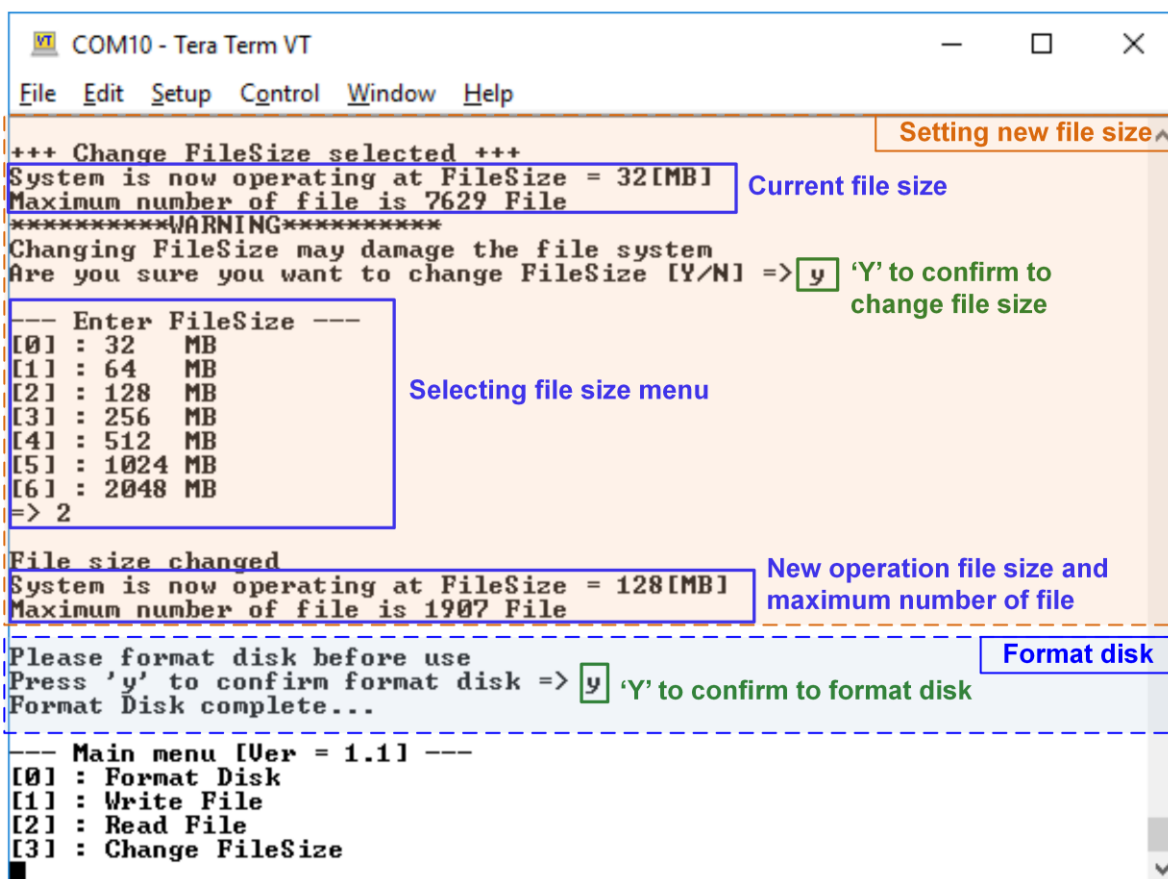 COM10 - Tera Term VT
File Edit Setup Control Window Help
Setting new file size
+++ Change FileSize selected +++
System is now operating at FileSize = 32[MB]
Maximum number of file is 7629 File
Current file size
**********WARNING**********
Changing FileSize may damage the file system
Are you sure you want to change FileSize [Y/N] => y
‘Y’ to confirm to
change file size
--- Enter FileSize ---
[0] : 32 MB
[1] : 64 MB
[2] : 128 MB
[3] : 256 MB
[4] : 512 MB
[5] : 1024 MB
[6] : 2048 MB
=> 2
Selecting file size menu
File size changed
System is now operating at FileSize = 128[MB]
Maximum number of file is 1907 File
New operation file size and
maximum number of file
Format disk
Please format disk before use
Press 'y' to confirm format disk => y
‘Y’ to confirm to format disk
Format Disk complete...
--- Main menu [Ver = 1.1] ---
[0] : Format Disk
[1] : Write File
[2] : Read File
[3] : Change FileSize